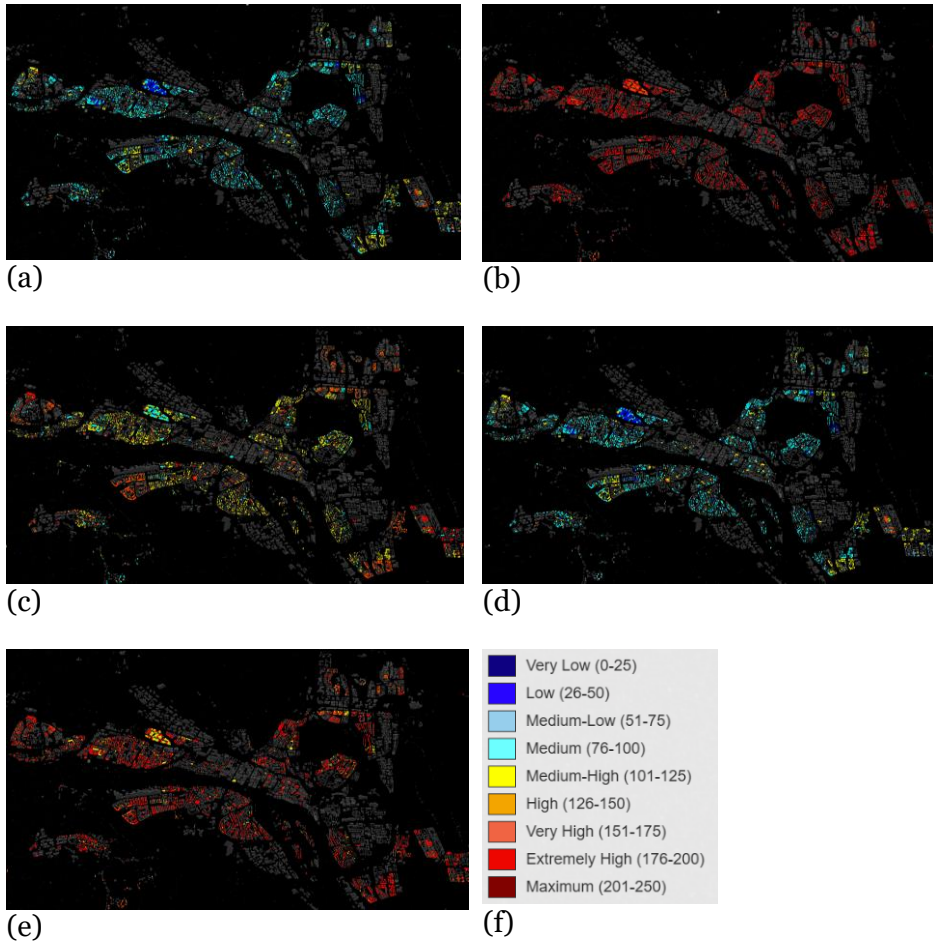 (a)
(b)
(c)
(d)
(e)
Very Low (0-25)
Low (26-50)
Medium-Low (51-75)
Medium (76-100)
Medium-High (101-125)
High (126-150)
Very High (151-175)
Extremely High (176-200)
Maximum (201-250)
(f)